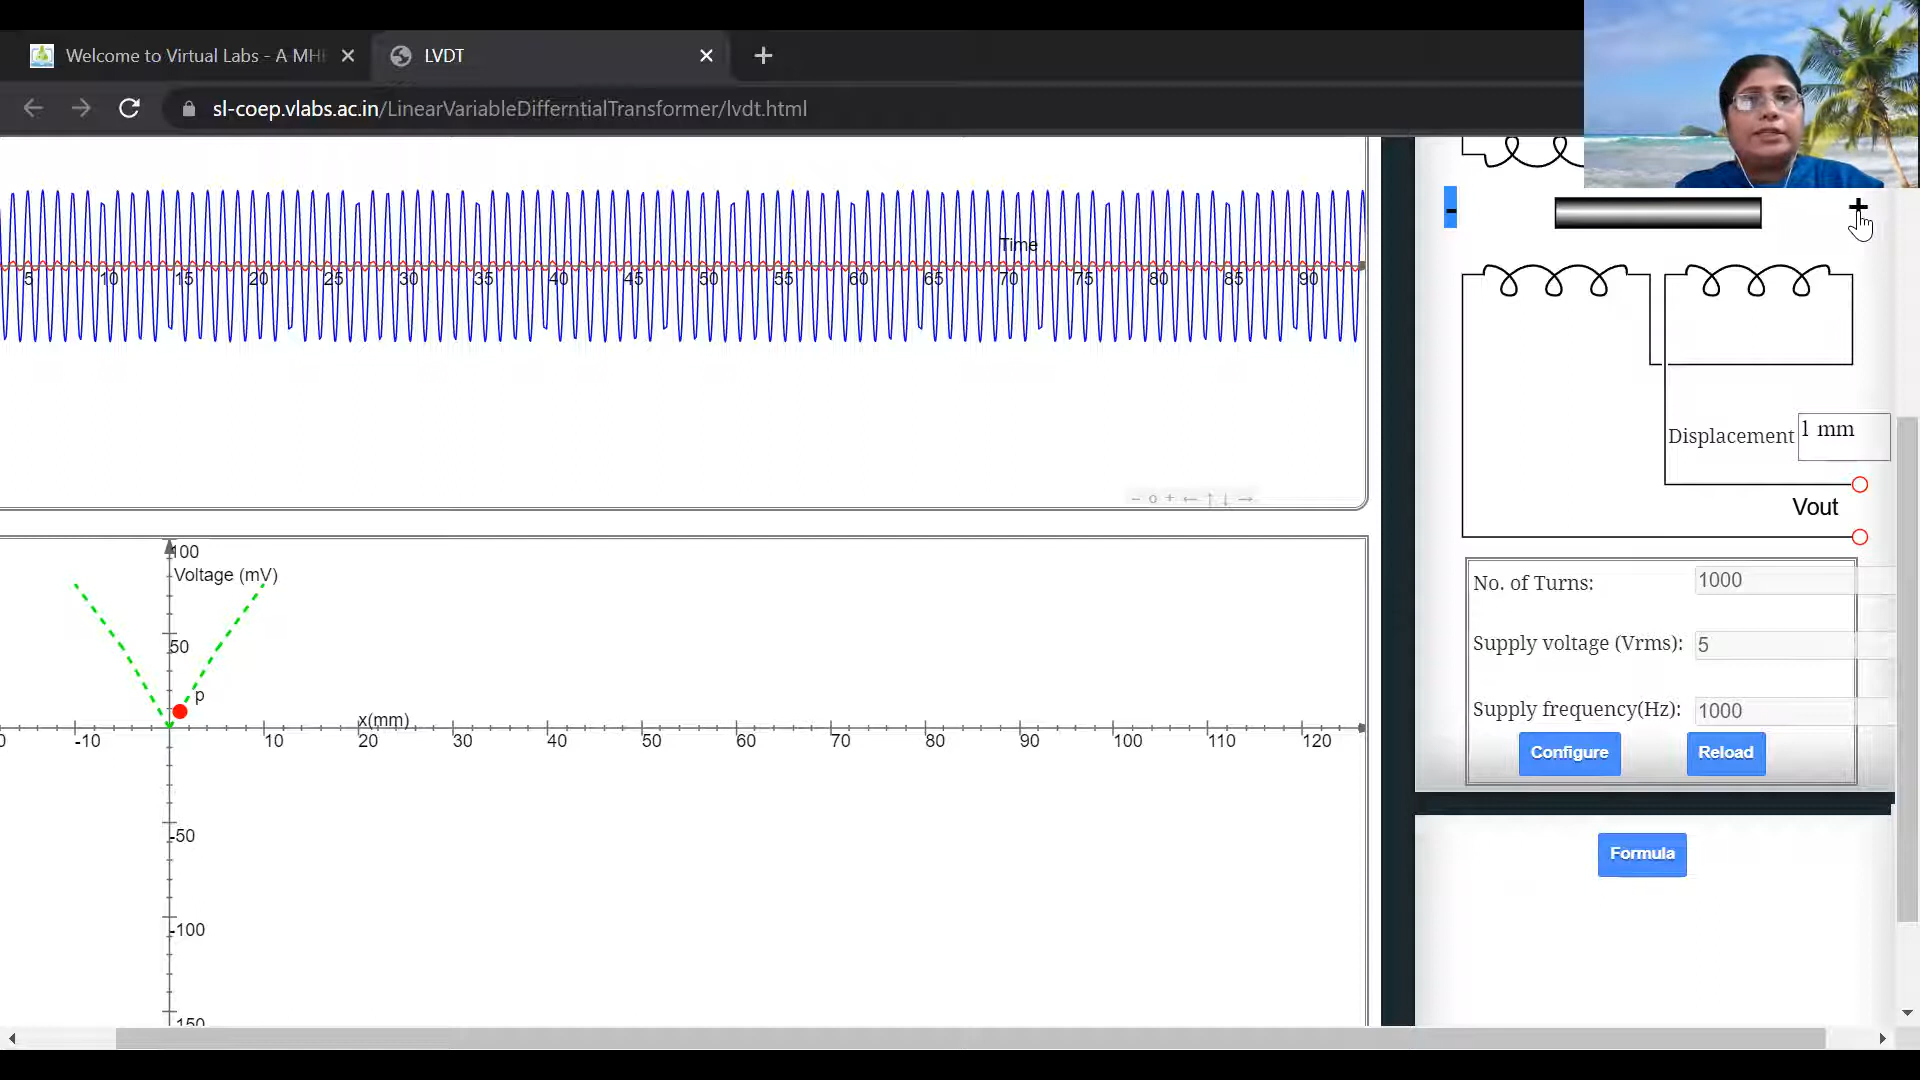 Welcome to Virtual Labs - A MH
LVDT
sl-coep.vlabs.ac.in/LinearVariableDifferntialTransformer/lvdt.html
Time
5 10 15 20 25 30 35 40 45 50 55 60 65 70 75 80 85 90
- o + ← ↑ ↓ →
-
+
Displacement 1 mm
Vout
No. of Turns: 1000
Supply voltage (Vrms): 5
Supply frequency(Hz): 1000
Configure Reload
Formula
100
Voltage (mV)
50
p
x(mm)
0 -10 10 20 30 40 50 60 70 80 90 100 110 120
-50
-100
-150